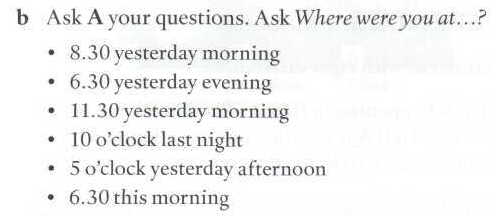 b Ask A your questions. Ask Where were you at…?
• 8.30 yesterday morning
• 6.30 yesterday evening
• 11.30 yesterday morning
• 10 o'clock last night
• 5 o'clock yesterday afternoon
• 6.30 this morning